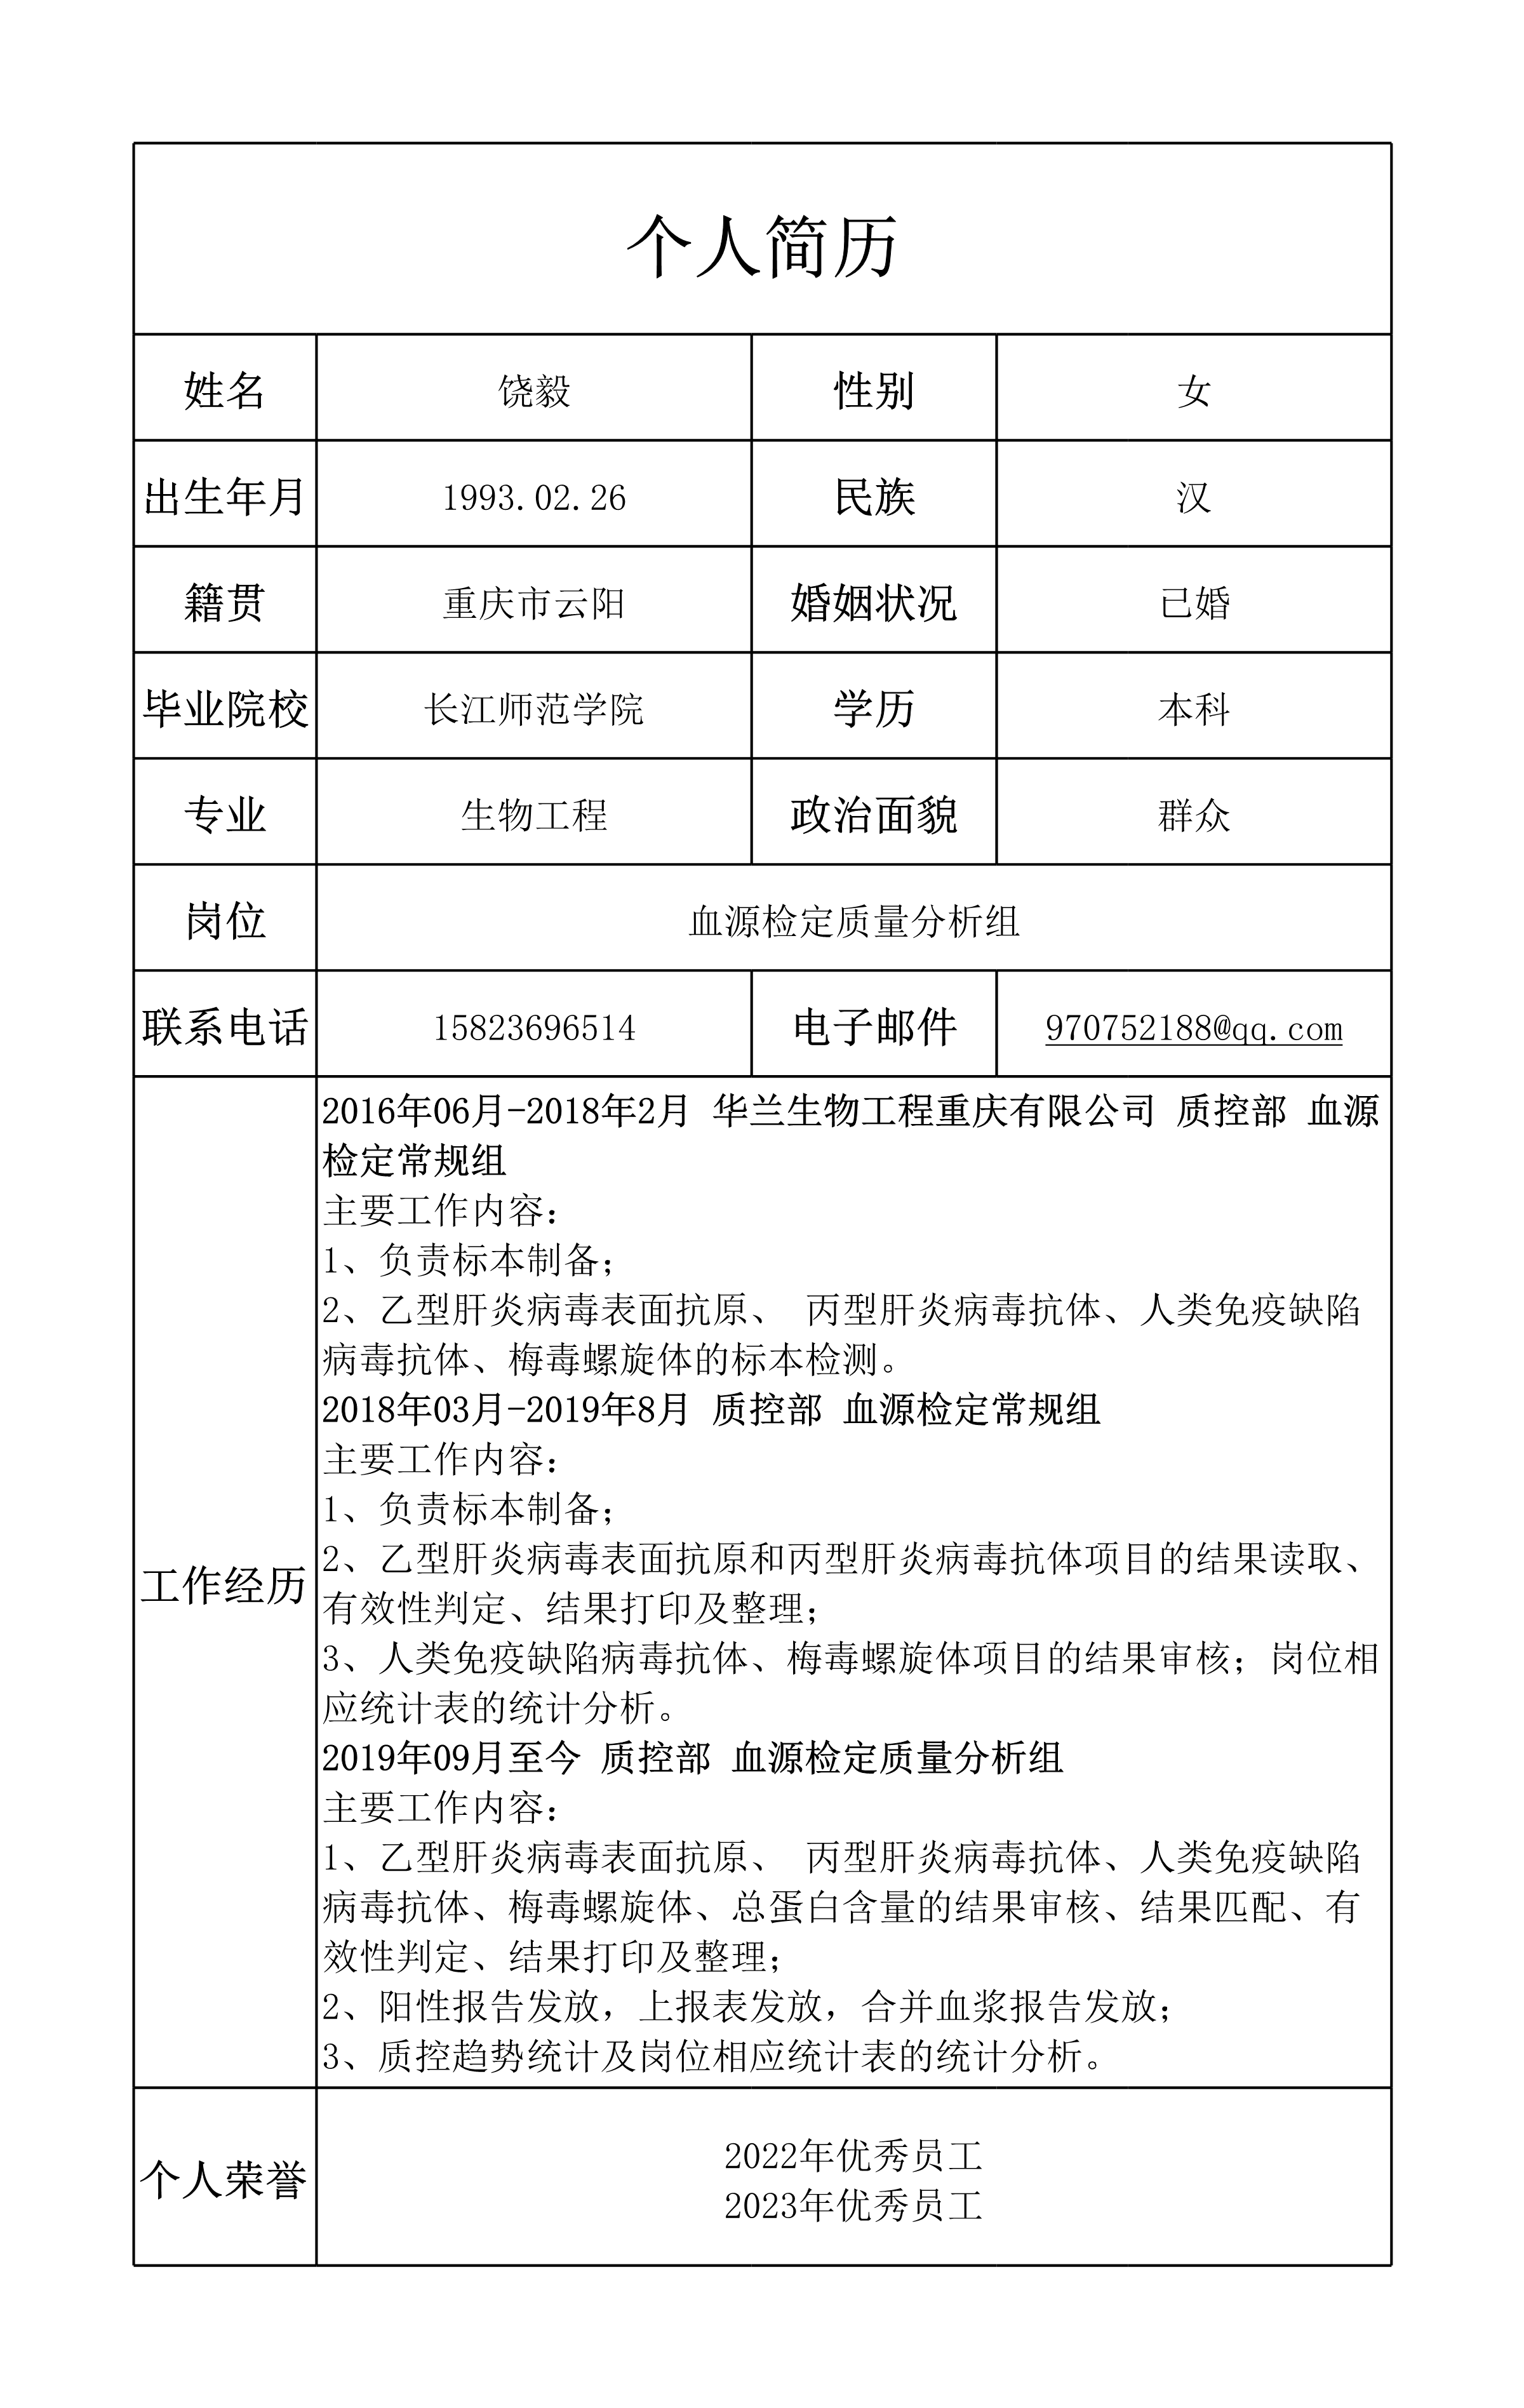 个人简历
姓名 饶毅 性别 女
出生年月 1993.02.26 民族 汉
籍贯 重庆市云阳 婚姻状况 已婚
毕业院校 长江师范学院 学历 本科
专业 生物工程 政治面貌 群众
岗位 血源检定质量分析组
联系电话 15823696514 电子邮件 970752188@qq.com
工作经历
2016年06月-2018年2月 华兰生物工程重庆有限公司 质控部 血源
检定常规组
主要工作内容：
1、负责标本制备；
2、乙型肝炎病毒表面抗原、 丙型肝炎病毒抗体、人类免疫缺陷
病毒抗体、梅毒螺旋体的标本检测。
2018年03月-2019年8月 质控部 血源检定常规组
主要工作内容：
1、负责标本制备；
2、乙型肝炎病毒表面抗原和丙型肝炎病毒抗体项目的结果读取、
有效性判定、结果打印及整理；
3、人类免疫缺陷病毒抗体、梅毒螺旋体项目的结果审核；岗位相
应统计表的统计分析。
2019年09月至今 质控部 血源检定质量分析组
主要工作内容：
1、乙型肝炎病毒表面抗原、 丙型肝炎病毒抗体、人类免疫缺陷
病毒抗体、梅毒螺旋体、总蛋白含量的结果审核、结果匹配、有
效性判定、结果打印及整理；
2、阳性报告发放，上报表发放，合并血浆报告发放；
3、质控趋势统计及岗位相应统计表的统计分析。
个人荣誉
2022年优秀员工
2023年优秀员工